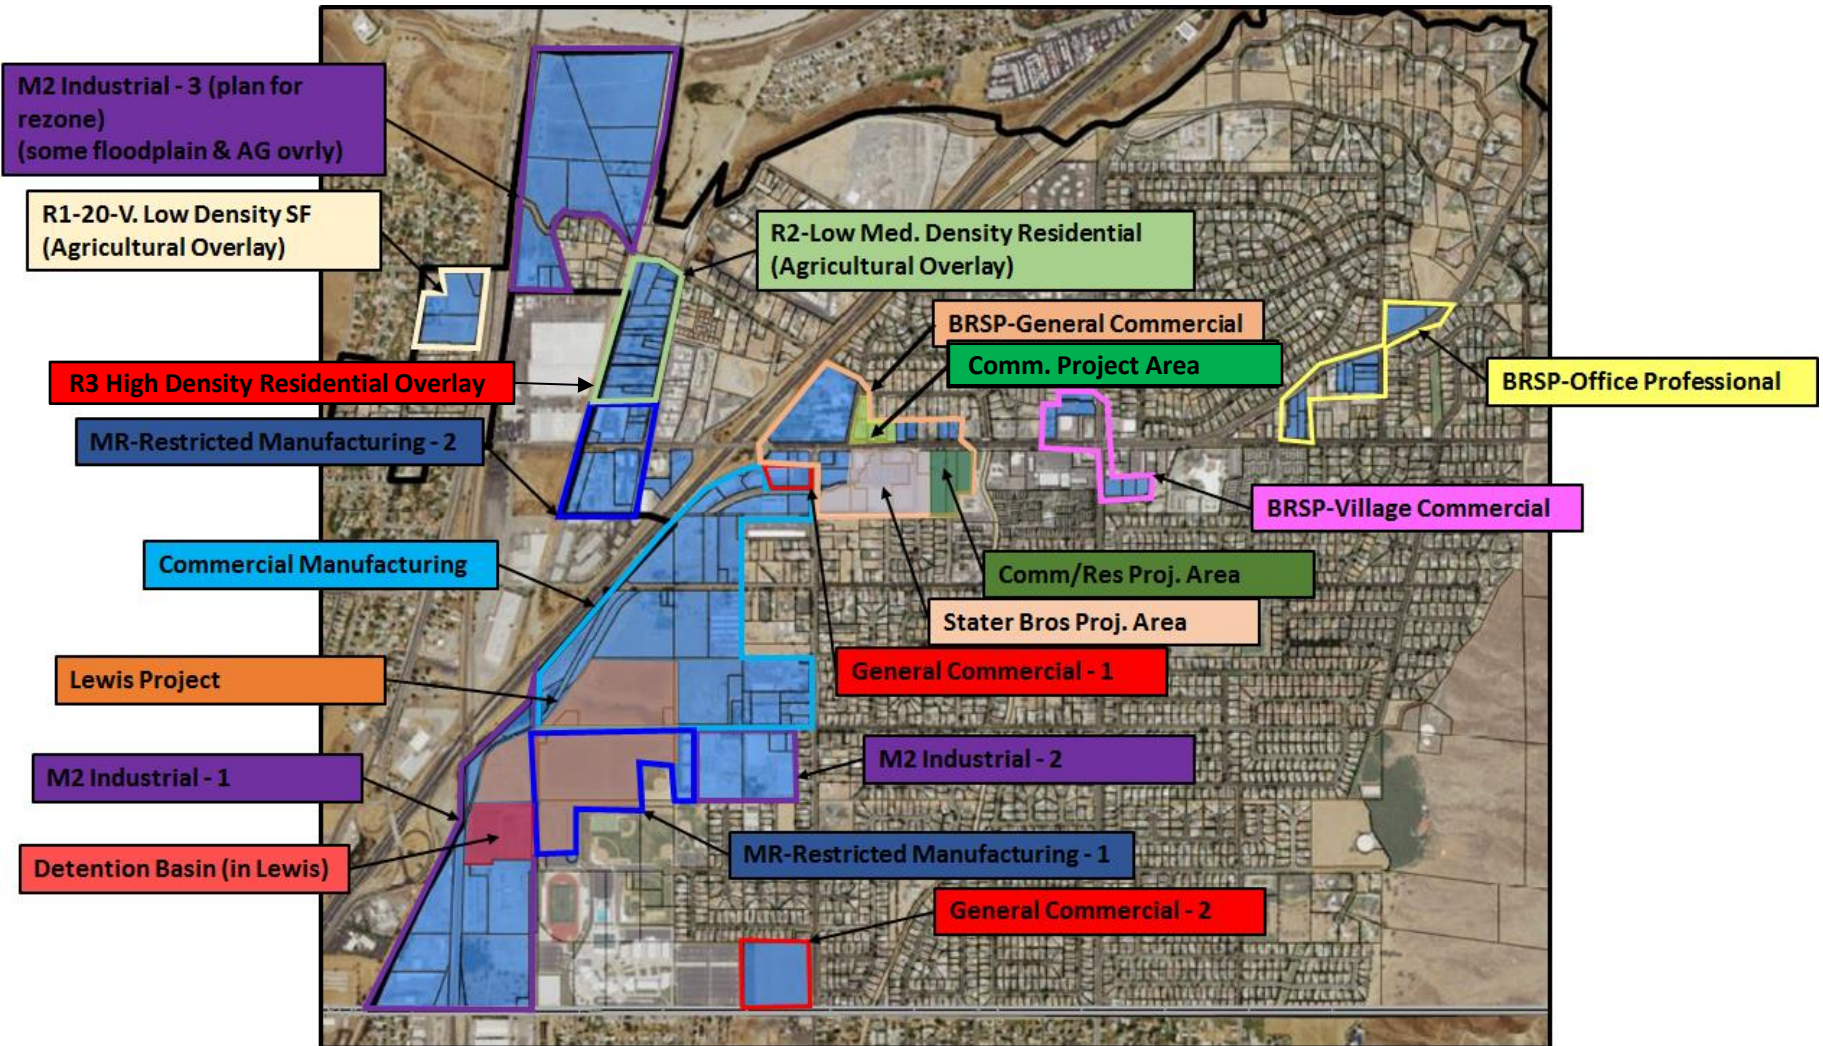 M2 Industrial - 3 (plan for
rezone)
(some floodplain & AG ovrly)
R1-20-V. Low Density SF
(Agricultural Overlay)
R2-Low Med. Density Residential
(Agricultural Overlay)
BRSP-General Commercial
Comm. Project Area
R3 High Density Residential Overlay
BRSP-Office Professional
MR-Restricted Manufacturing - 2
BRSP-Village Commercial
Commercial Manufacturing
Comm/Res Proj. Area
Stater Bros Proj. Area
General Commercial - 1
Lewis Project
M2 Industrial - 2
M2 Industrial - 1
MR-Restricted Manufacturing - 1
Detention Basin (in Lewis)
General Commercial - 2